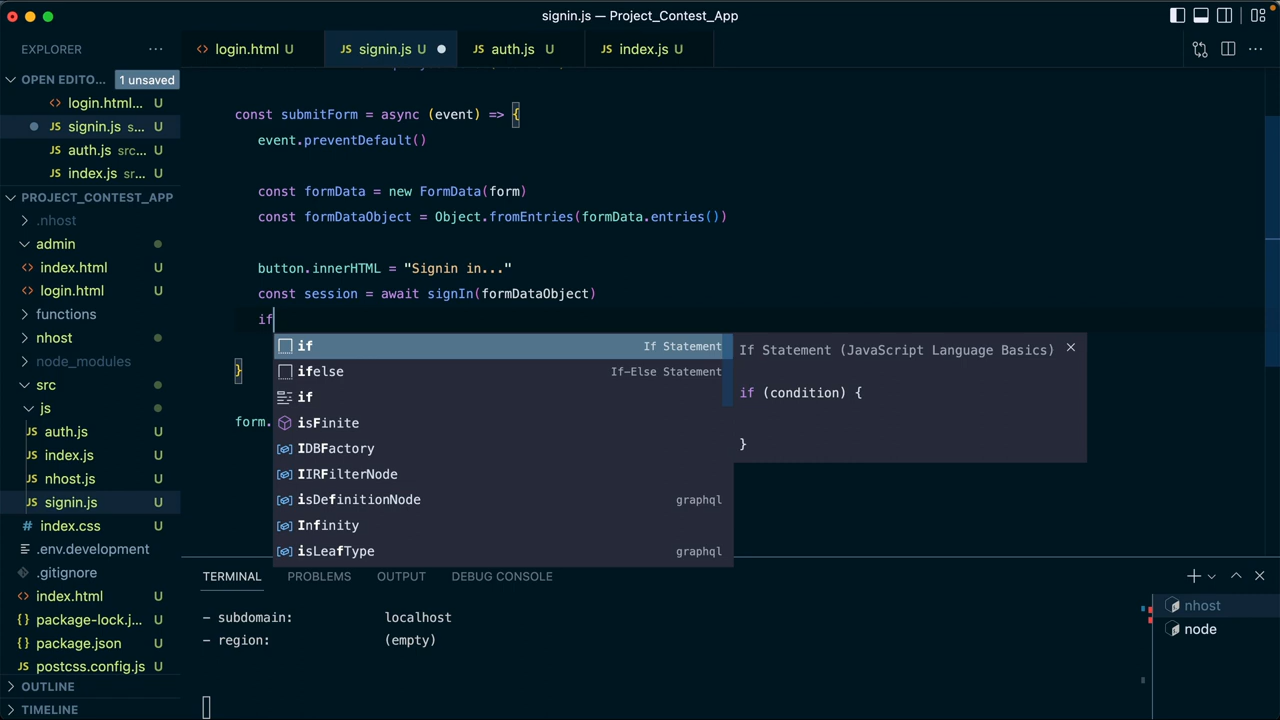 signin.js — Project_Contest_App
EXPLORER
login.html U
signin.js U
auth.js U
index.js U
OPEN EDITO...
1 unsaved
login.html... U
signin.js s... U
auth.js src... U
index.js sr... U
PROJECT_CONTEST_APP
.nhost
admin
index.html U
login.html U
functions
nhost
node_modules
src
js
JS auth.js U
JS index.js U
JS nhost.js U
JS signin.js U
# index.css U
.env.development
.gitignore
index.html U
{} package-lock.j... U
{} package.json U
postcss.config.js U
OUTLINE
TIMELINE
const submitForm = async (event) => {
event.preventDefault()
const formData = new FormData(form)
const formDataObject = Object.fromEntries(formData.entries())
button.innerHTML = "Signin in..."
const session = await signIn(formDataObject)
if
if If Statement
ifelse If-Else Statement
if
isFinite
IDBFactory
IIRFilterNode
isDefinitionNode graphql
Infinity
isLeafType graphql
If Statement (JavaScript Language Basics)
if (condition) {
}
}
form.
TERMINAL PROBLEMS OUTPUT DEBUG CONSOLE
- subdomain: localhost
- region: (empty)
nhost
node